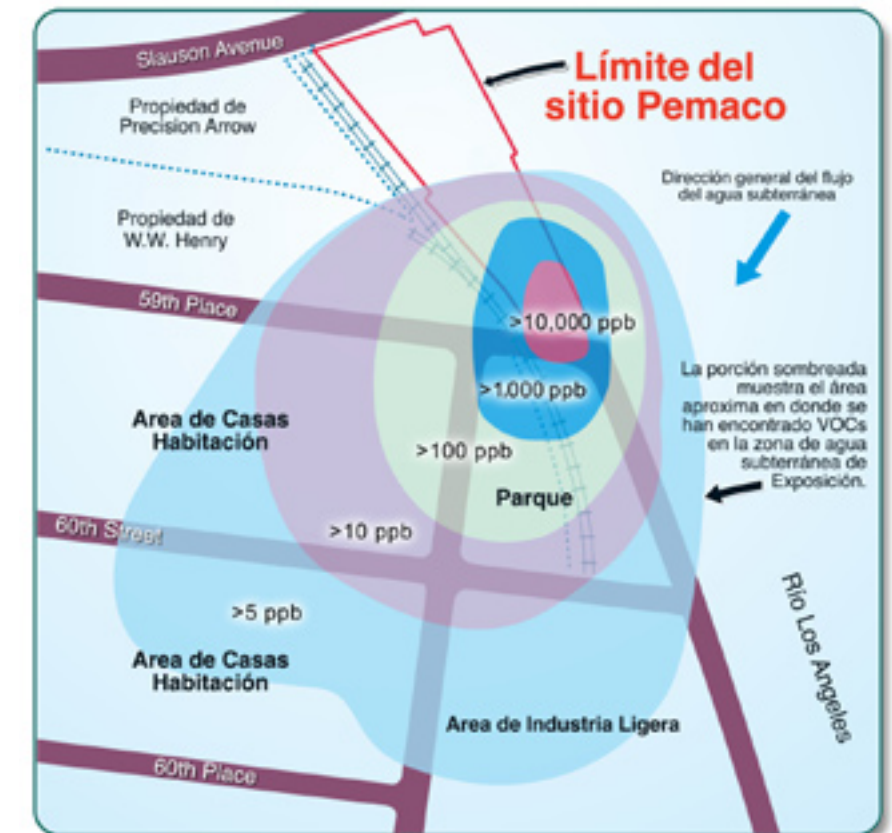 Slauson Avenue
Límite del
sitio Pemaco
Propiedad de
Precision Arrow
Dirección general del flujo
del agua subterránea
Propiedad de
W.W. Henry
59th Place
>10,000 ppb
La porción sombreada
muestra el área
aproxima en donde se
han encontrado VOCs
en la zona de agua
subterránea de
Exposición.
>1,000 ppb
Area de Casas
Habitación
>100 ppb
Parque
60th Street
>10 ppb
>5 ppb
Río Los Angeles
Area de Casas
Habitación
Area de Industria Ligera
60th Place